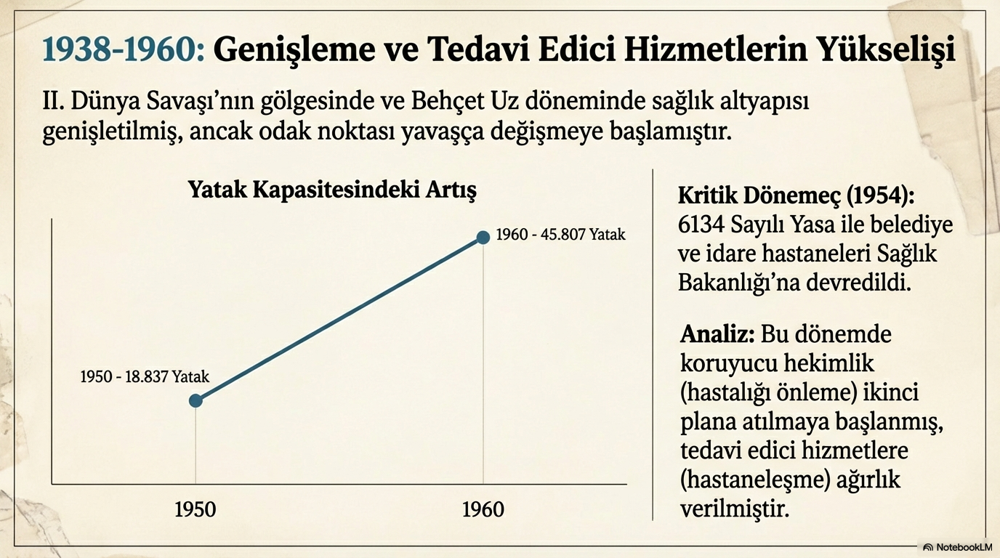 1938-1960: Genişleme ve Tedavi Edici Hizmetlerin Yükselişi
II. Dünya Savaşı’nın gölgesinde ve Behçet Uz döneminde sağlık altyapısı
genişletilmiş, ancak odak noktası yavaşça değişmeye başlamıştır.
Yatak Kapasitesindeki Artış
1960 - 45.807 Yatak
1950 - 18.837 Yatak
1950
1960
Kritik Dönemeç (1954):
6134 Sayılı Yasa ile belediye
ve idare hastaneleri Sağlık
Bakanlığı’na devredildi.
Analiz: Bu dönemde
koruyucu hekimlik
(hastalığı önleme) ikinci
plana atılmaya başlanmış,
tedavi edici hizmetlere
(hastaneleşme) ağırlık
verilmiştir.
NotebookLM